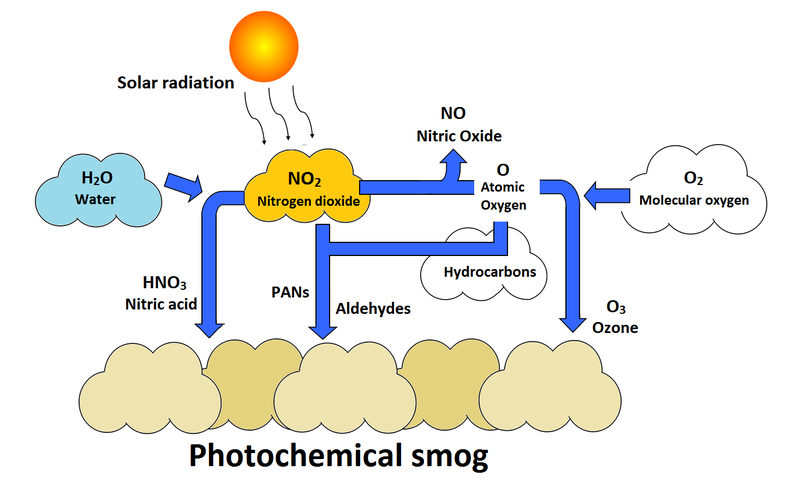 Solar radiation
NO
Nitric Oxide
H₂O
Water
NO₂
Nitrogen dioxide
O
Atomic
Oxygen
O₂
Molecular oxygen
HNO₃
Nitric acid
PANs
Aldehydes
Hydrocarbons
O₃
Ozone
Photochemical smog